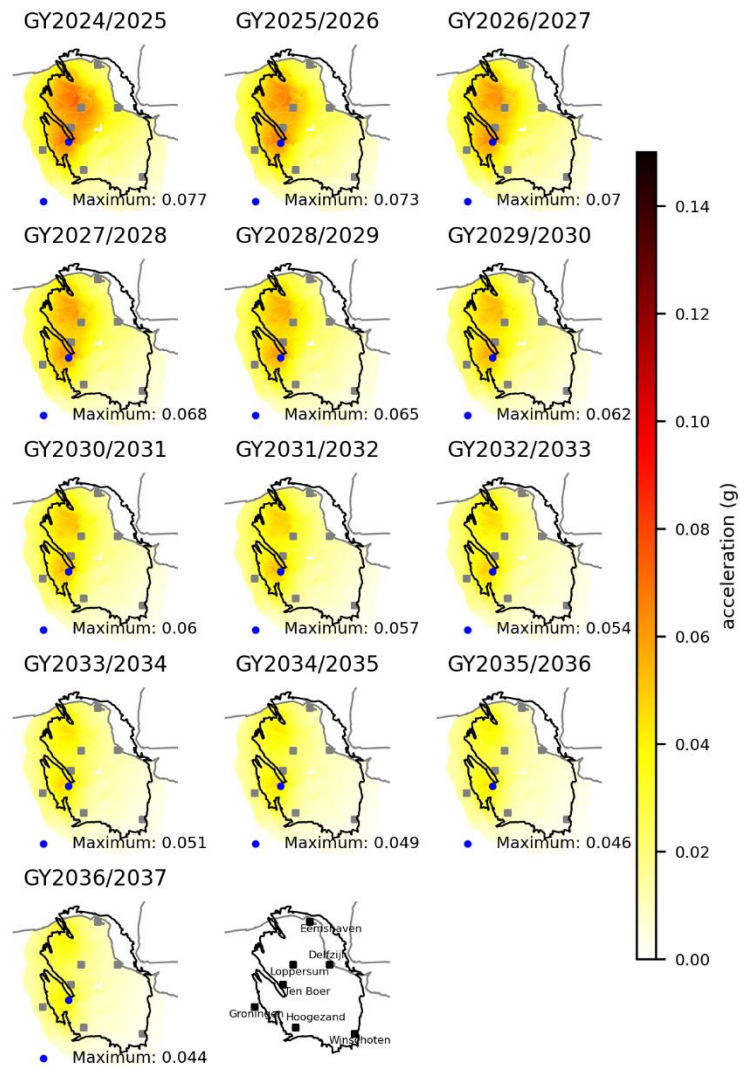 GY2024/2025 GY2025/2026 GY2026/2027
Maximum: 0.077 Maximum: 0.073 Maximum: 0.07
GY2027/2028 GY2028/2029 GY2029/2030
Maximum: 0.068 Maximum: 0.065 Maximum: 0.062
GY2030/2031 GY2031/2032 GY2032/2033
Maximum: 0.06 Maximum: 0.057 Maximum: 0.054
GY2033/2034 GY2034/2035 GY2035/2036
Maximum: 0.051 Maximum: 0.049 Maximum: 0.046
GY2036/2037
Maximum: 0.044
Eemshaven
Delfzijl
Loppersum
Ten Boer
Groningen
Hoogezand
Winschoten
0.14
0.12
0.10
0.08
0.06
0.04
0.02
0.00
acceleration (g)